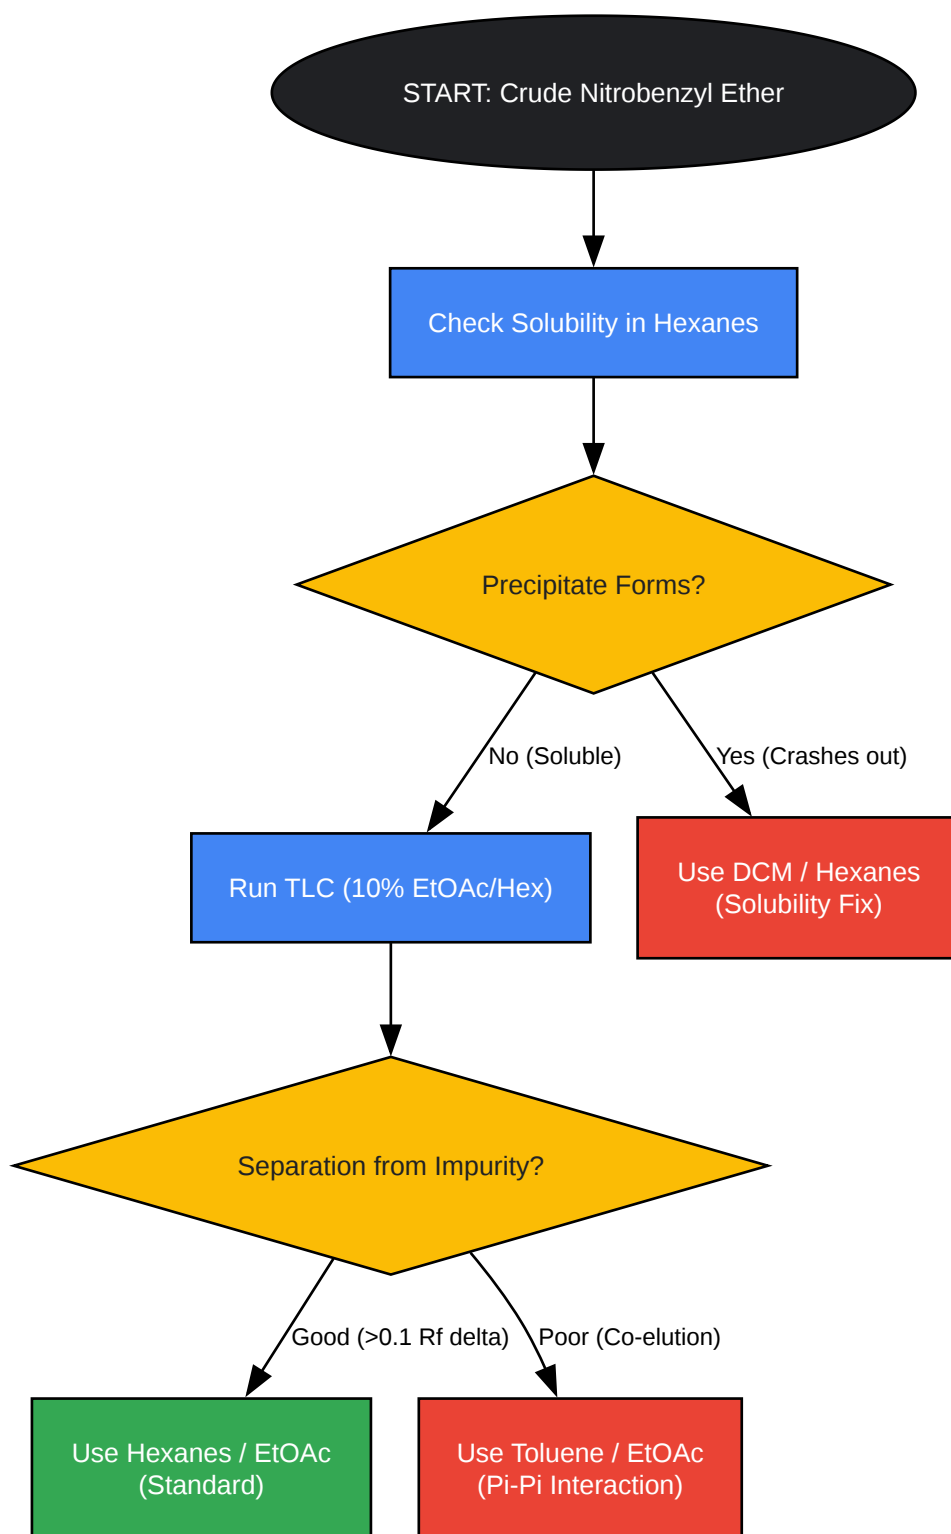 START: Crude Nitrobenzyl Ether
Check Solubility in Hexanes
Precipitate Forms?
No (Soluble)
Yes (Crashes out)
Run TLC (10% EtOAc/Hex)
Use DCM / Hexanes
(Solubility Fix)
Separation from Impurity?
Good (>0.1 Rf delta)
Poor (Co-elution)
Use Hexanes / EtOAc
(Standard)
Use Toluene / EtOAc
(Pi-Pi Interaction)